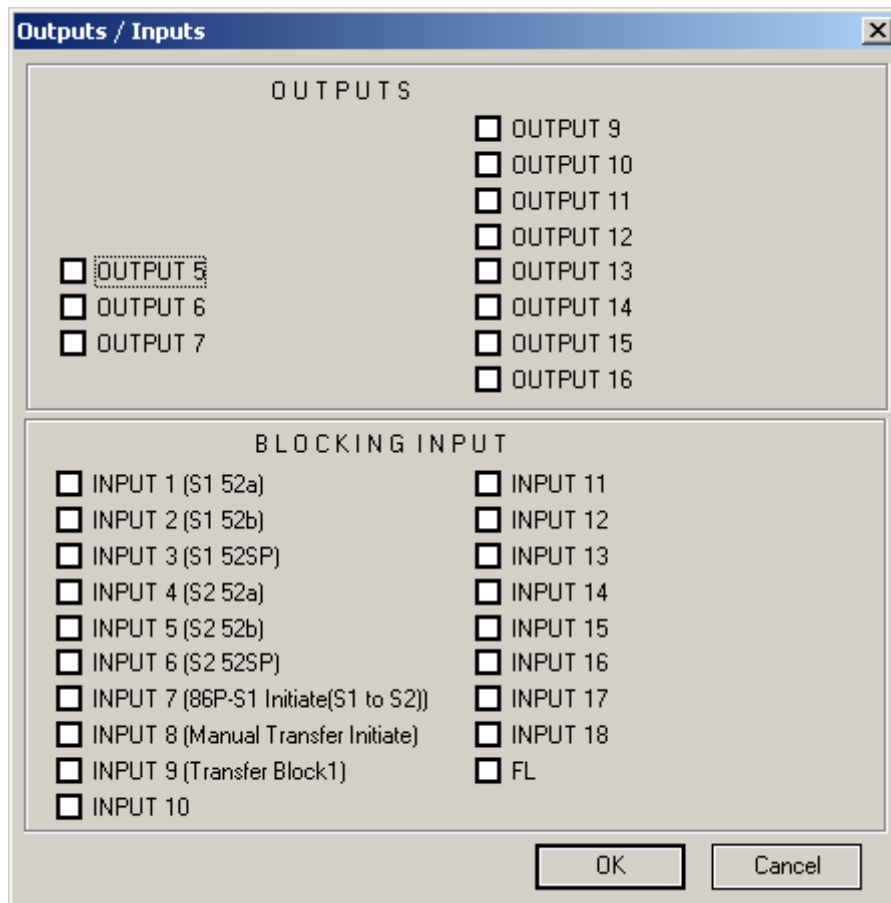 Outputs / Inputs
OUTPUTS
OUTPUT 5
OUTPUT 6
OUTPUT 7
OUTPUT 9
OUTPUT 10
OUTPUT 11
OUTPUT 12
OUTPUT 13
OUTPUT 14
OUTPUT 15
OUTPUT 16
BLOCKING INPUT
INPUT 1 (S1 52a)
INPUT 2 (S1 52b)
INPUT 3 (S1 52SP)
INPUT 4 (S2 52a)
INPUT 5 (S2 52b)
INPUT 6 (S2 52SP)
INPUT 7 (86P-S1 Initiate(S1 to S2))
INPUT 8 (Manual Transfer Initiate)
INPUT 9 (Transfer Block1)
INPUT 10
INPUT 11
INPUT 12
INPUT 13
INPUT 14
INPUT 15
INPUT 16
INPUT 17
INPUT 18
FL
OK
Cancel